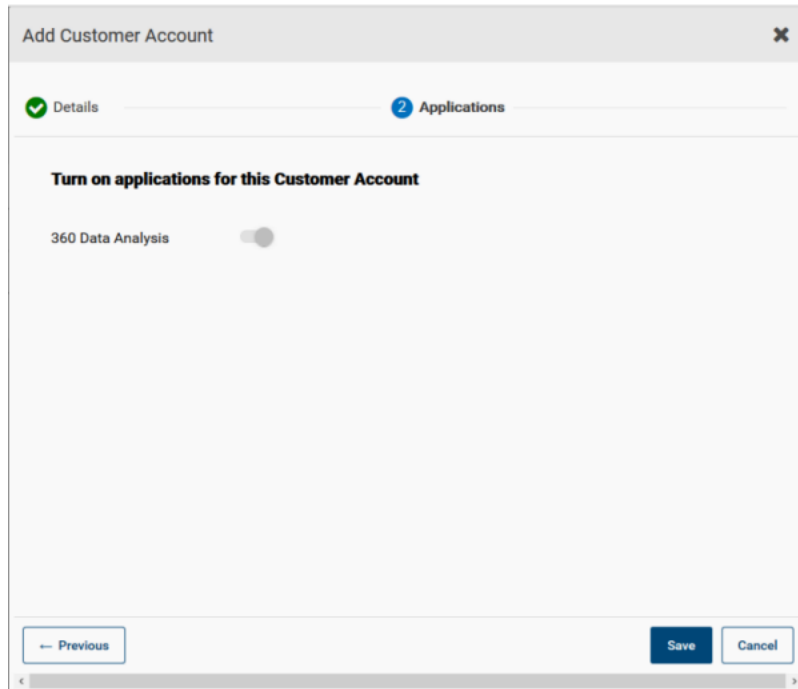 Add Customer Account
Details
2 Applications
Turn on applications for this Customer Account
360 Data Analysis
← Previous
Save
Cancel